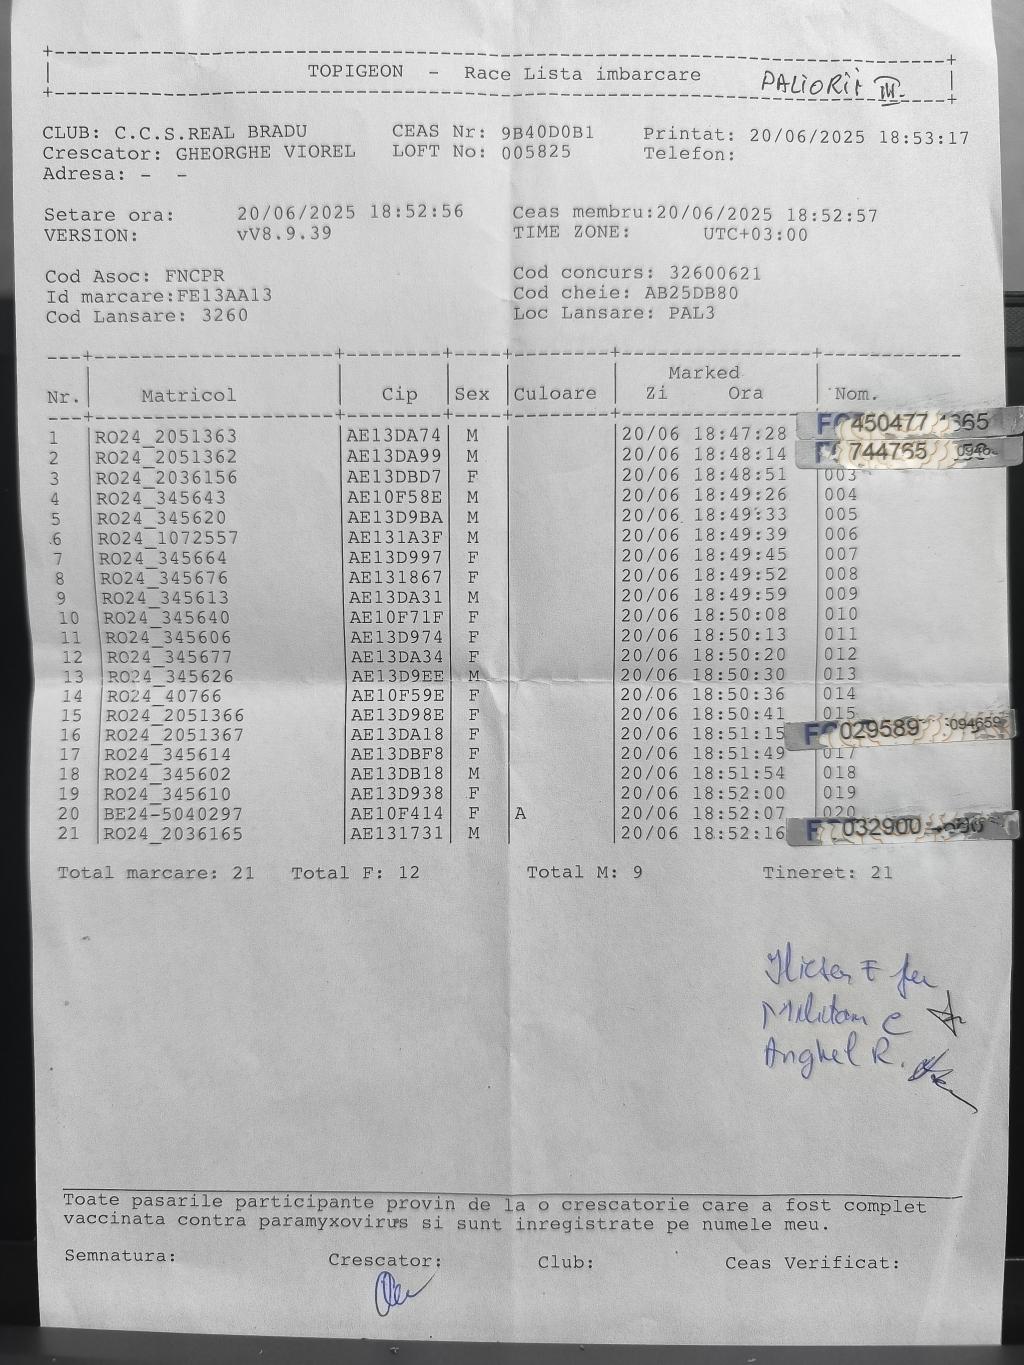 TOPIGEON - Race Lista imbarcare PALIORII III.
CLUB: C.C.S.REAL BRADU CEAS Nr: 9B40D0B1 Printat: 20/06/2025 18:53:17
Crescator: GHEORGHE VIOREL LOFT No: 005825 Telefon:
Adresa: - -
Setare ora: 20/06/2025 18:52:56 Ceas membru:20/06/2025 18:52:57
VERSION: vV8.9.39 TIME ZONE: UTC+03:00
Cod Asoc: FNCPR Cod concurs: 32600621
Id marcare:FE13AA13 Cod cheie: AB25DB80
Cod Lansare: 3260 Loc Lansare: PAL3
Marked
Nr. Matricol Cip Sex Culoare Zi Ora Nom.
1 RO24_2051363 AE13DA74 M 20/06 18:47:28 450477
2 RO24_2051362 AE13DA99 M 20/06 18:48:14 744765
3 RO24_2036156 AE13DBD7 F 20/06 18:48:51 003
4 RO24_345643 AE10F58E M 20/06 18:49:26 004
5 RO24_345620 AE13D9BA M 20/06 18:49:33 005
6 RO24_1072557 AE131A3F M 20/06 18:49:39 006
7 RO24_345664 AE13D997 F 20/06 18:49:45 007
8 RO24_345676 AE131867 F 20/06 18:49:52 008
9 RO24_345613 AE13DA31 M 20/06 18:49:59 009
10 RO24_345640 AE10F71F F 20/06 18:50:08 010
11 RO24_345606 AE13D974 F 20/06 18:50:13 011
12 RO24_345677 AE13DA34 F 20/06 18:50:20 012
13 RO24_345626 AE13D9EE M 20/06 18:50:30 013
14 RO24_40766 AE10F59E F 20/06 18:50:36 014
15 RO24_2051366 AE13D98E F 20/06 18:50:41 015
16 RO24_2051367 AE13DA18 F 20/06 18:51:15 029589 094659
17 RO24_345614 AE13DBF8 F 20/06 18:51:49 017
18 RO24_345602 AE13DB18 M 20/06 18:51:54 018
19 RO24_345610 AE13D938 F 20/06 18:52:00 019
20 BE24-5040297 AE10F414 F A 20/06 18:52:07 020
21 RO24_2036165 AE131731 M 20/06 18:52:16 032900
Total marcare: 21 Total F: 12 Total M: 9 Tineret: 21
Militan C
Anghel R.
Toate pasarile participante provin de la o crescatorie care a fost complet
vaccinata contra paramyxovirus si sunt inregistrate pe numele meu.
Semnatura: Crescator: Club: Ceas Verificat: